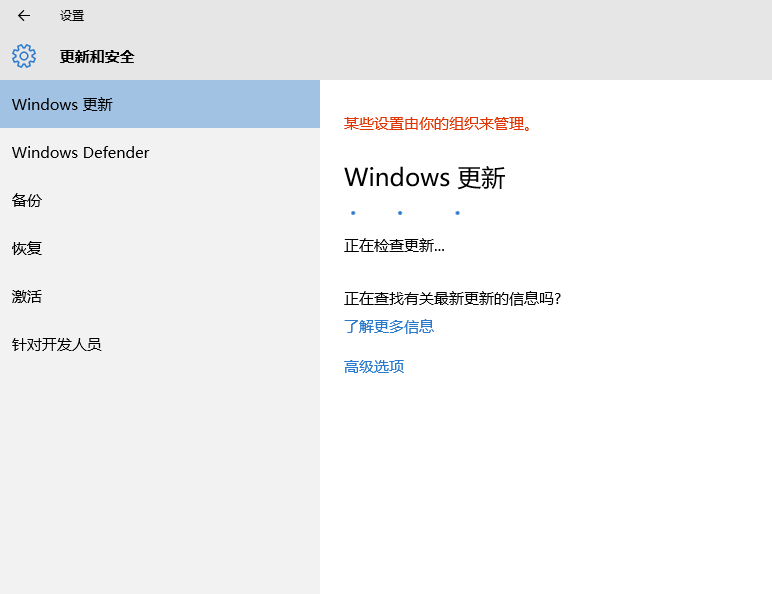 设置
更新和安全
Windows 更新
Windows Defender
备份
恢复
激活
针对开发人员
某些设置由你的组织来管理。
Windows 更新
正在检查更新...
正在查找有关最新更新的信息吗?
了解更多信息
高级选项